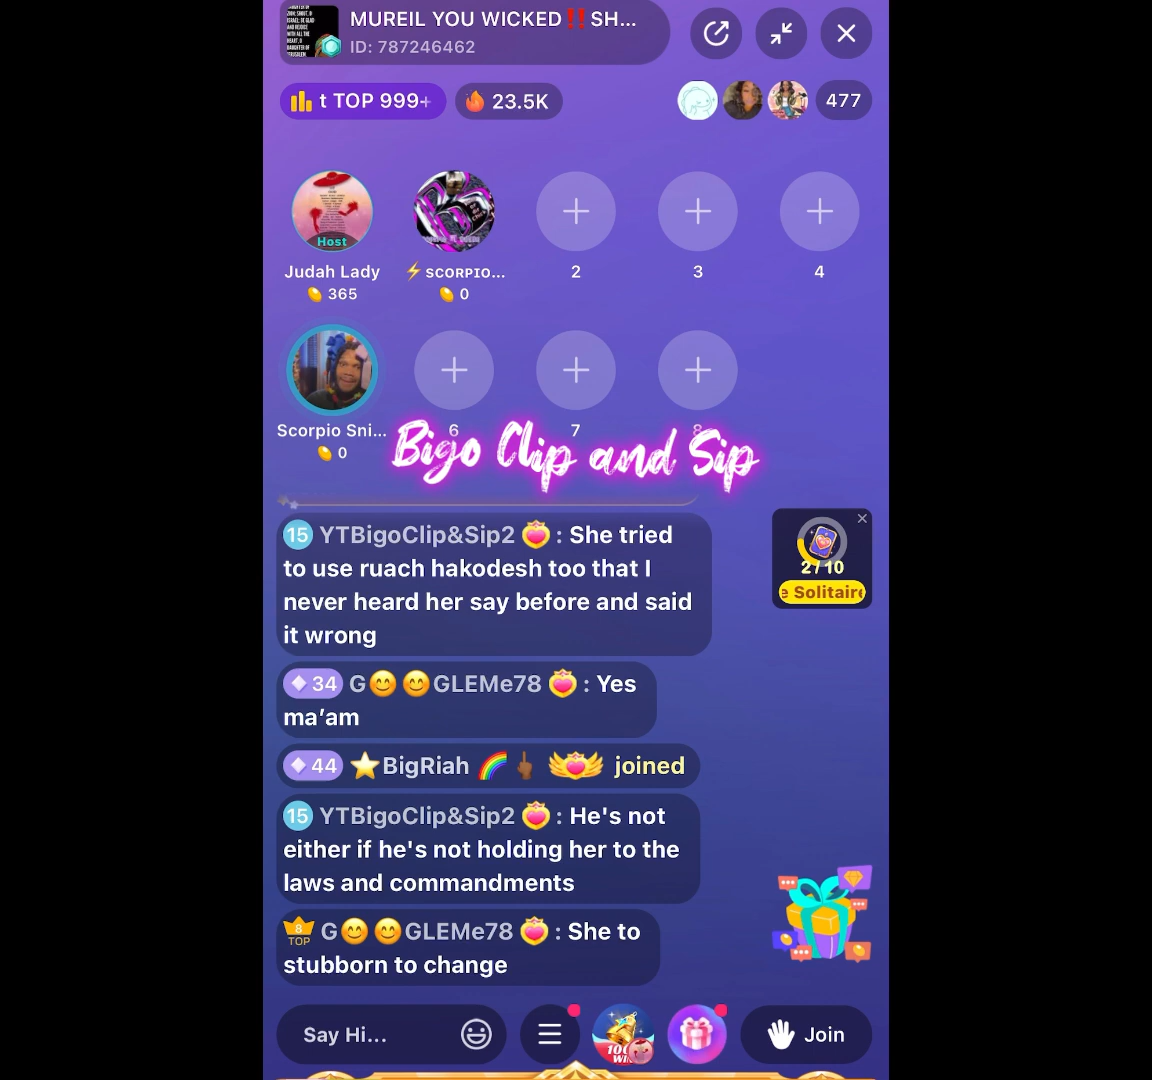 MUREIL YOU WICKED‼️SH...
ID: 787246462
t TOP 999+
23.5K
477
Host
Judah Lady
365
⚡SCORPIO...
0
2
3
4
Scorpio Sni...
0
6
7
8
Bigo Clip and Sip
15 YTBigoClip&Sip2 : She tried
to use ruach hakodesh too that I
never heard her say before and said
it wrong
2/10
e Solitaire
34 G😊 😊GLEMe78 : Yes
ma'am
44 ⭐BigRiah 🌈🖕🏾 joined
15 YTBigoClip&Sip2 : He's not
either if he's not holding her to the
laws and commandments
8 TOP G😊 😊GLEMe78 : She to
stubborn to change
Say Hi...
Join